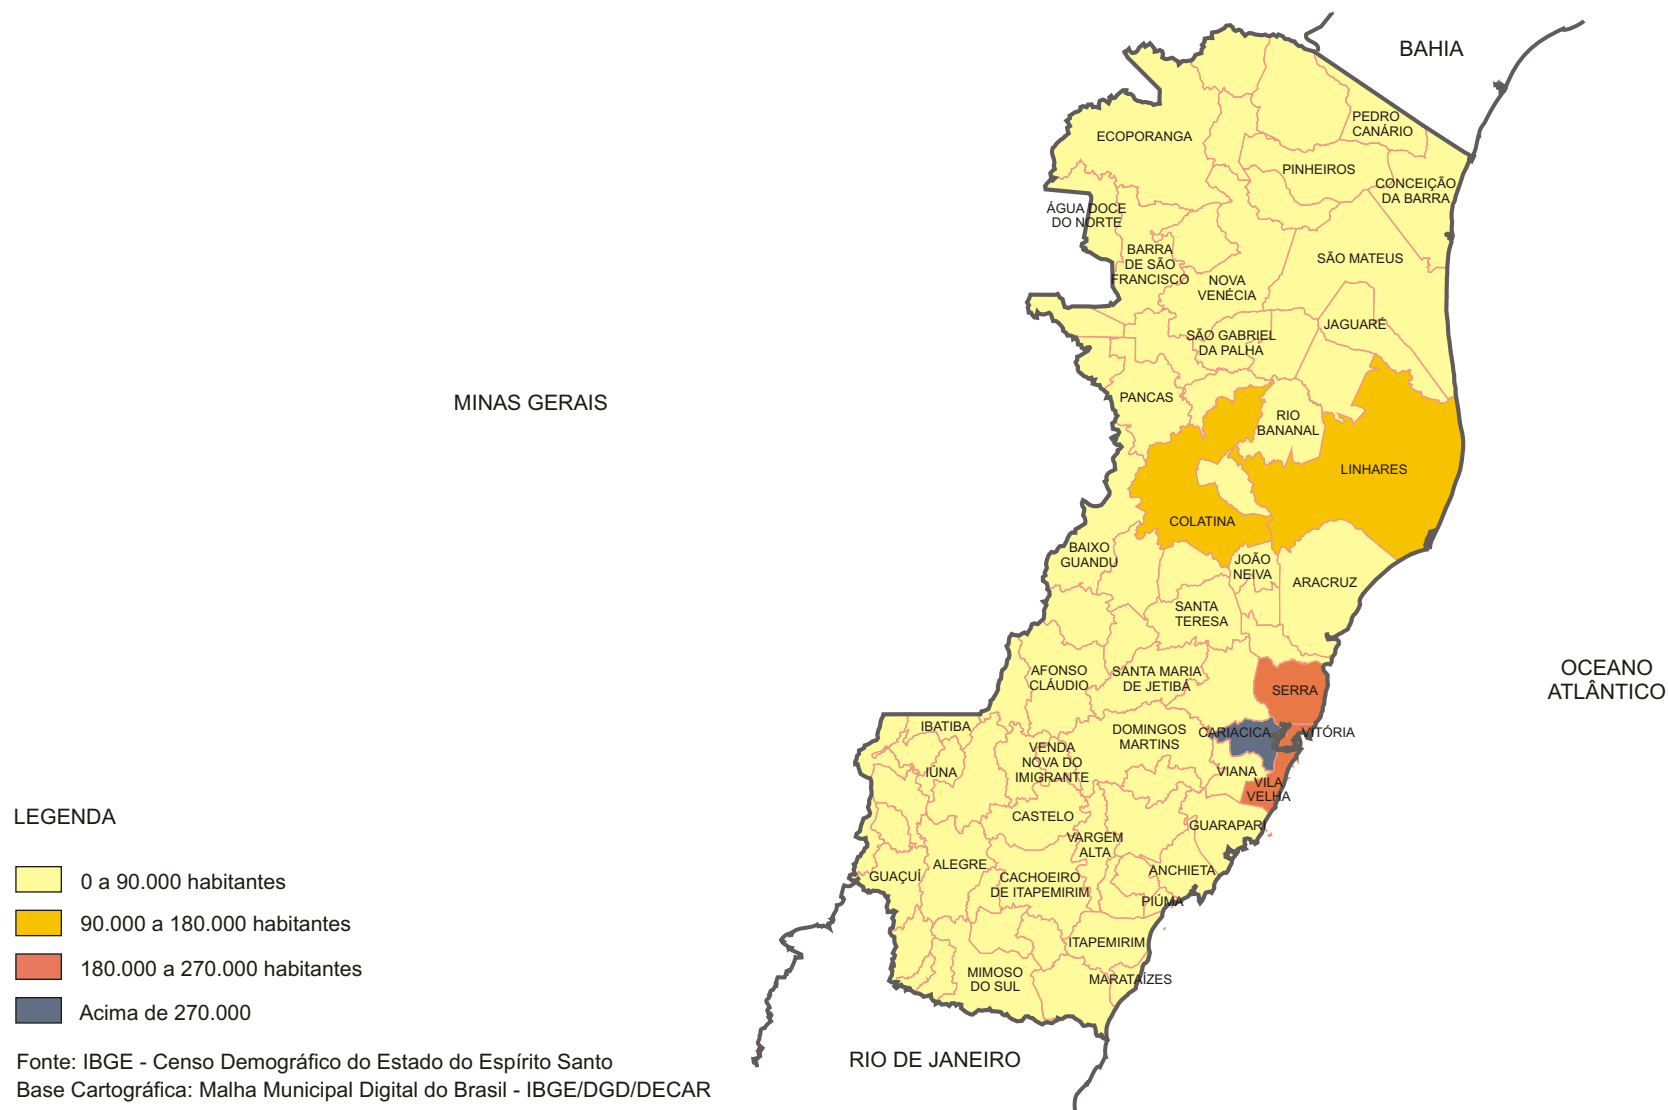 BAHIA
PEDRO
CANÁRIO
ECOPORANGA
PINHEIROS
CONCEIÇÃO
DA BARRA
ÁGUA DOCE
DO NORTE
BARRA
DE SÃO
FRANCISCO
SÃO MATEUS
NOVA
VENÉCIA
JAGUARÉ
SÃO GABRIEL
DA PALHA
MINAS GERAIS
PANCAS
RIO
BANANAL
LINHARES
COLATINA
BAIXO
GUANDU
JOÃO
NEIVA
ARACRUZ
SANTA
TERESA
AFONSO
CLÁUDIO
SANTA MARIA
DE JETIBÁ
SERRA
OCEANO
ATLÂNTICO
IBATIBA
DOMINGOS
MARTINS
CARIACICA
VITÓRIA
VENDA
NOVA DO
IMIGRANTE
IÚNA
VIANA
VILA
VELHA
CASTELO
GUARAPARI
VARGEM
ALTA
ALEGRE
GUAÇUÍ
CACHOEIRO
DE ITAPEMIRIM
ANCHIETA
PIÚMA
ITAPEMIRIM
MIMOSO
DO SUL
MARATAÍZES
RIO DE JANEIRO
LEGENDA
0 a 90.000 habitantes
90.000 a 180.000 habitantes
180.000 a 270.000 habitantes
Acima de 270.000
Fonte: IBGE - Censo Demográfico do Estado do Espírito Santo
Base Cartográfica: Malha Municipal Digital do Brasil - IBGE/DGD/DECAR